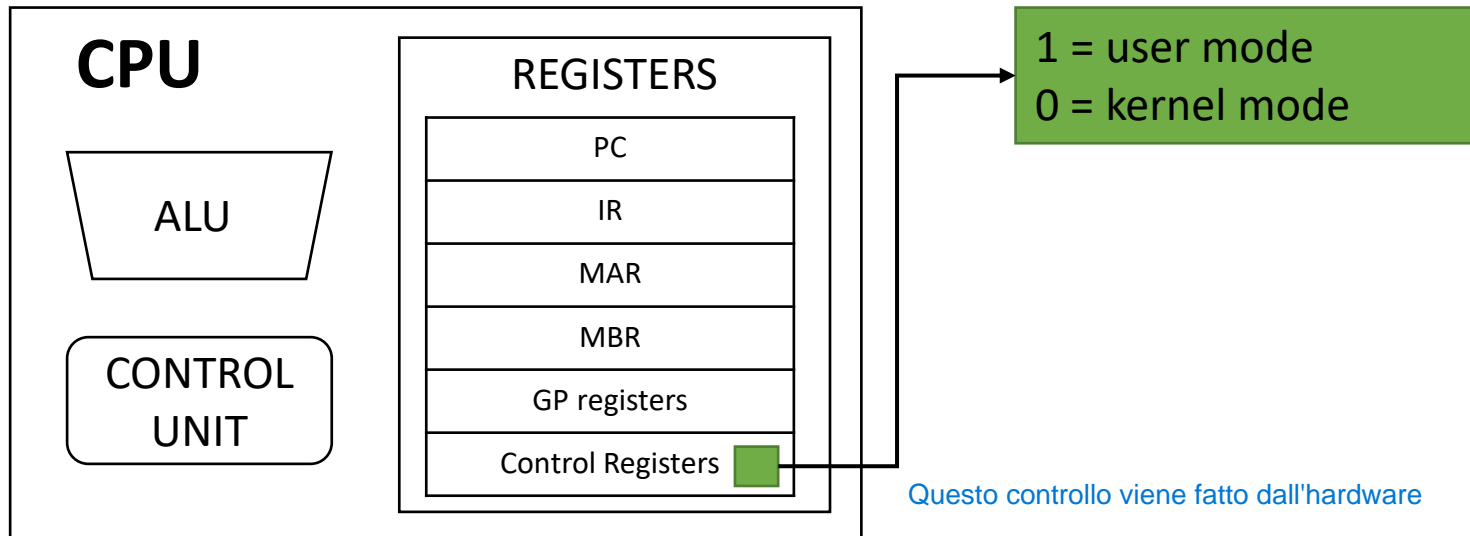 CPU
ALU
CONTROL
UNIT
REGISTERS
PC
IR
MAR
MBR
GP registers
Control Registers
1 = user mode
0 = kernel mode
Questo controllo viene fatto dall'hardware